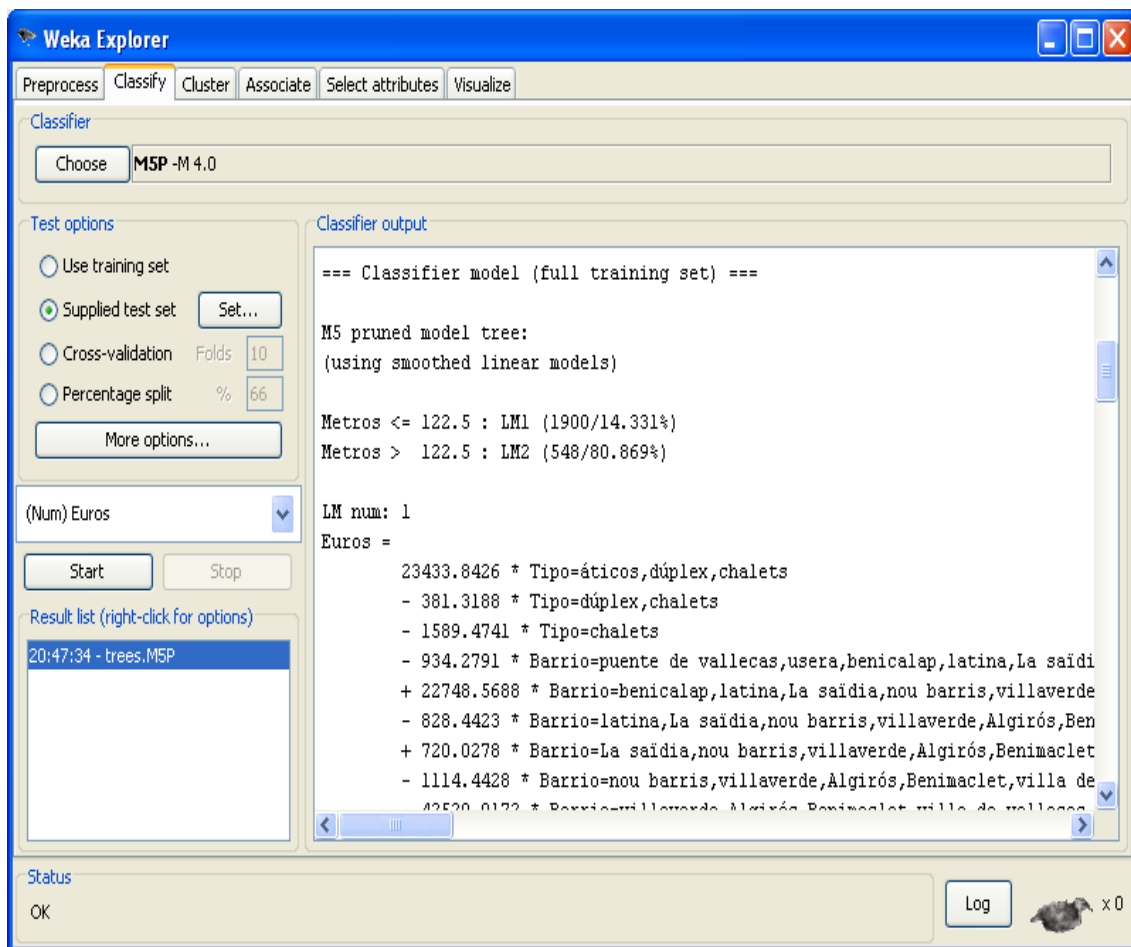 Weka Explorer
Preprocess Classify Cluster Associate Select attributes Visualize
Classifier
Choose M5P -M 4.0
Test options
Use training set
Supplied test set Set...
Cross-validation Folds 10
Percentage split % 66
More options...
(Num) Euros
Start Stop
Result list (right-click for options)
20:47:34 - trees.M5P
Classifier output
=== Classifier model (full training set) ===
M5 pruned model tree:
(using smoothed linear models)
Metros <= 122.5 : LM1 (1900/14.331%)
Metros > 122.5 : LM2 (548/80.869%)
LM num: 1
Euros =
23433.8426 * Tipo=áticos,dúplex,chalets
- 381.3188 * Tipo=dúplex,chalets
- 1589.4741 * Tipo=chalets
- 934.2791 * Barrio=puente de vallecas,usera,benicalap,latina,La saïdi
+ 22748.5688 * Barrio=benicalap,latina,La saïdia,nou barris,villaverde
- 828.4423 * Barrio=latina,La saïdia,nou barris,villaverde,Algirós,Ben
+ 720.0278 * Barrio=La saïdia,nou barris,villaverde,Algirós,Benimaclet
- 1114.4428 * Barrio=nou barris,villaverde,Algirós,Benimaclet,villa de
Status
OK
Log
x 0